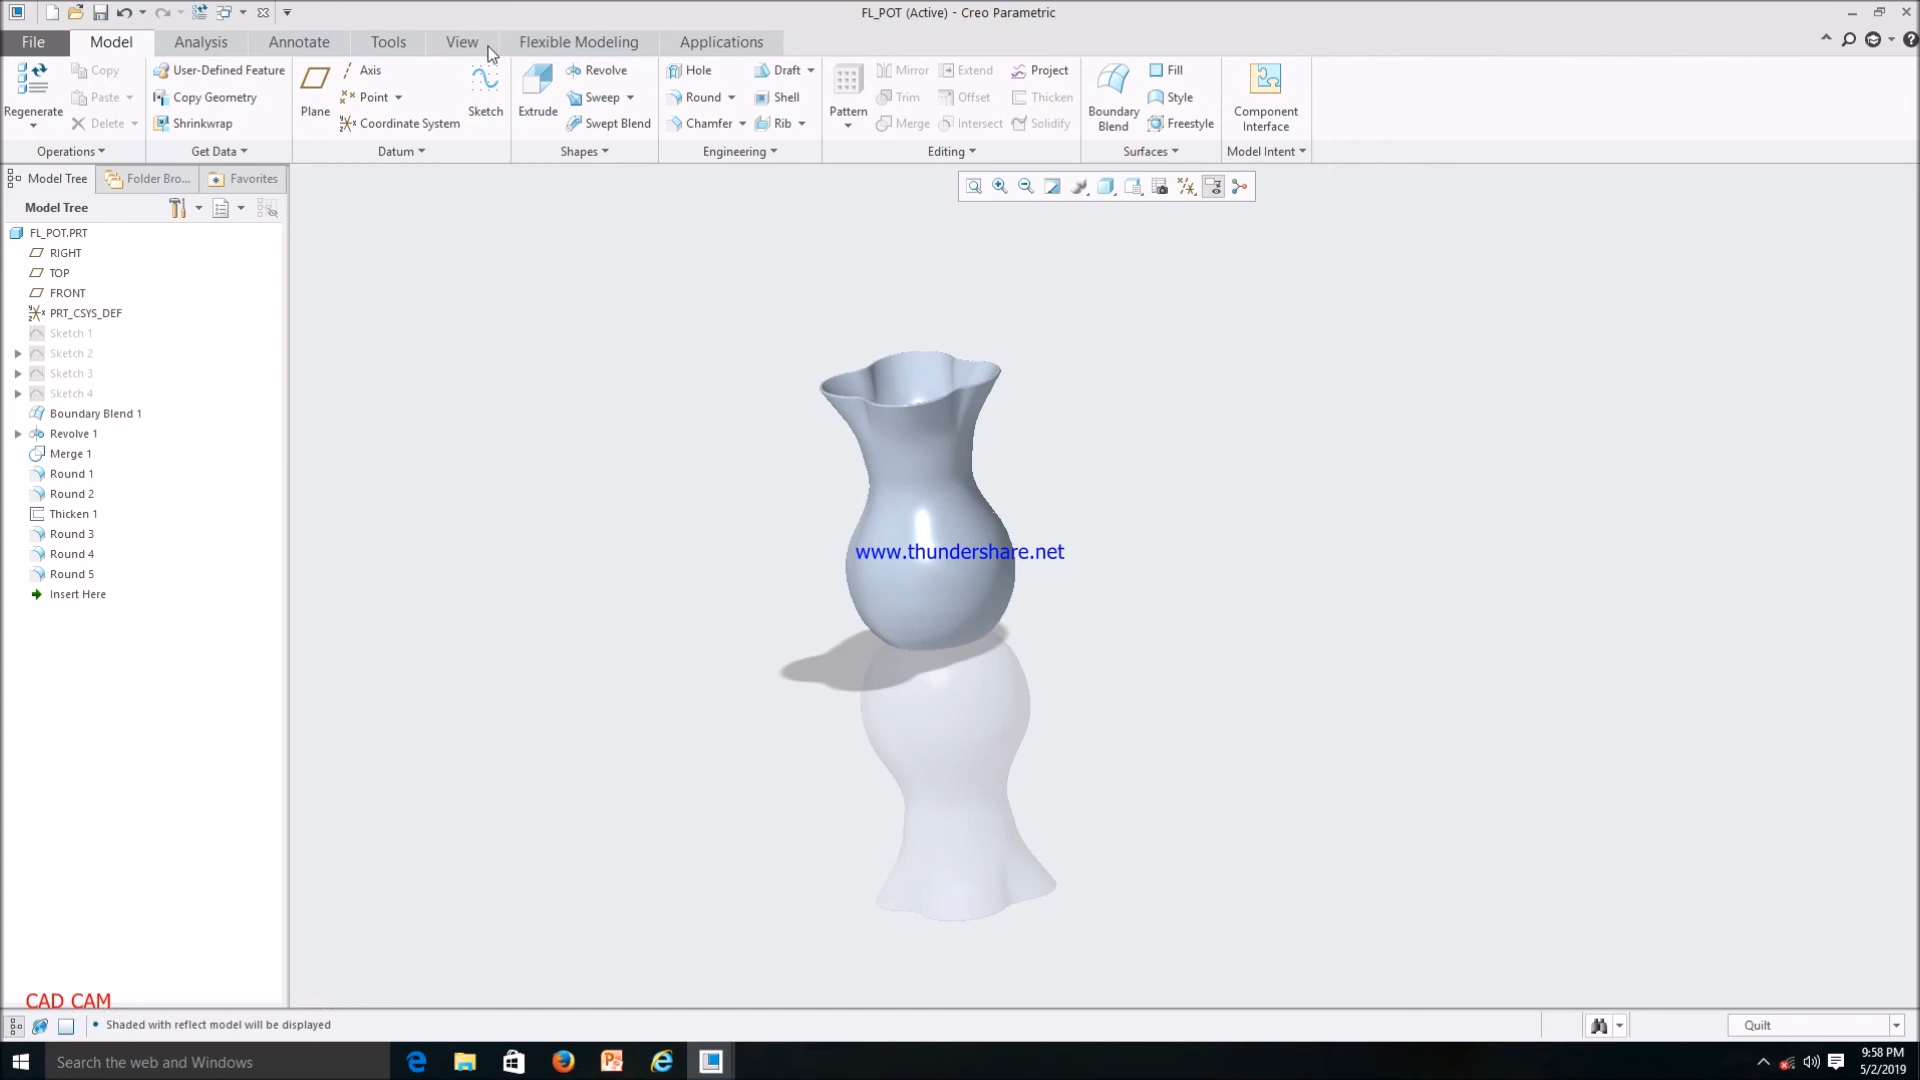 FL_POT (Active) - Creo Parametric
File Model Analysis Annotate Tools View Flexible Modeling Applications
Regenerate
Copy
Paste
Delete
Operations
User-Defined Feature
Copy Geometry
Shrinkwrap
Get Data
Plane
Axis
Point
Coordinate System
Sketch
Datum
Extrude
Revolve
Sweep
Swept Blend
Shapes
Hole
Round
Chamfer
Draft
Shell
Rib
Engineering
Pattern
Mirror
Trim
Merge
Extend
Offset
Intersect
Project
Thicken
Solidify
Editing
Boundary
Blend
Fill
Style
Freestyle
Surfaces
Component
Interface
Model Intent
Model Tree Folder Bro... Favorites
Model Tree
FL_POT.PRT
RIGHT
TOP
FRONT
PRT_CSYS_DEF
Sketch 1
Sketch 2
Sketch 3
Sketch 4
Boundary Blend 1
Revolve 1
Merge 1
Round 1
Round 2
Thicken 1
Round 3
Round 4
Round 5
Insert Here
www.thundershare.net
CAD CAM
Shaded with reflect model will be displayed
Quilt
Search the web and Windows
9:58 PM
5/2/2019